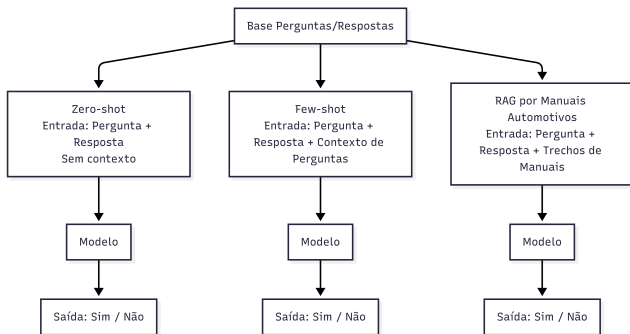 Base Perguntas/Respostas
Zero-shot
Entrada: Pergunta +
Resposta
Sem contexto
Few-shot
Entrada: Pergunta +
Resposta + Contexto de
Perguntas
RAG por Manuais
Automotivos
Entrada: Pergunta +
Resposta + Trechos de
Manuais
Modelo
Modelo
Modelo
Saída: Sim / Não
Saída: Sim / Não
Saída: Sim / Não